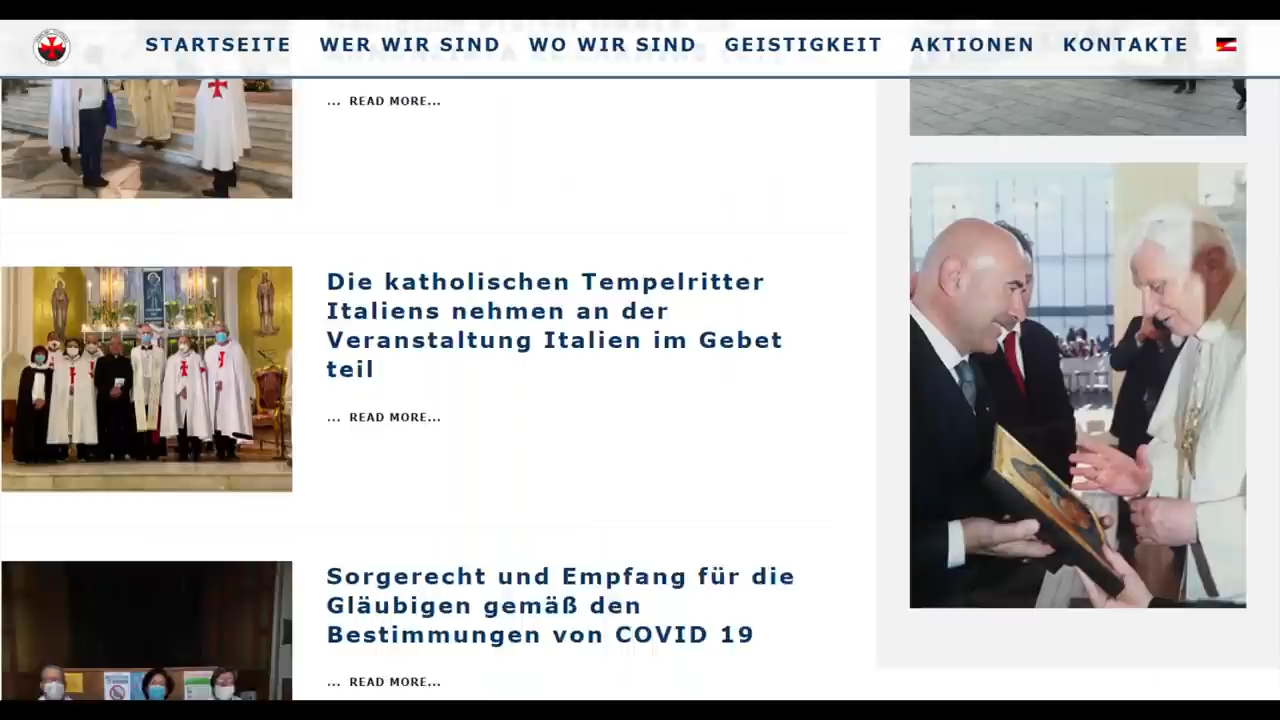 STARTSEITE WER WIR SIND WO WIR SIND GEISTIGKEIT AKTIONEN KONTAKTE
... READ MORE...
Die katholischen Tempelritter
Italiens nehmen an der
Veranstaltung Italien im Gebet
teil
... READ MORE...
Sorgerecht und Empfang für die
Gläubigen gemäß den
Bestimmungen von COVID 19
... READ MORE...